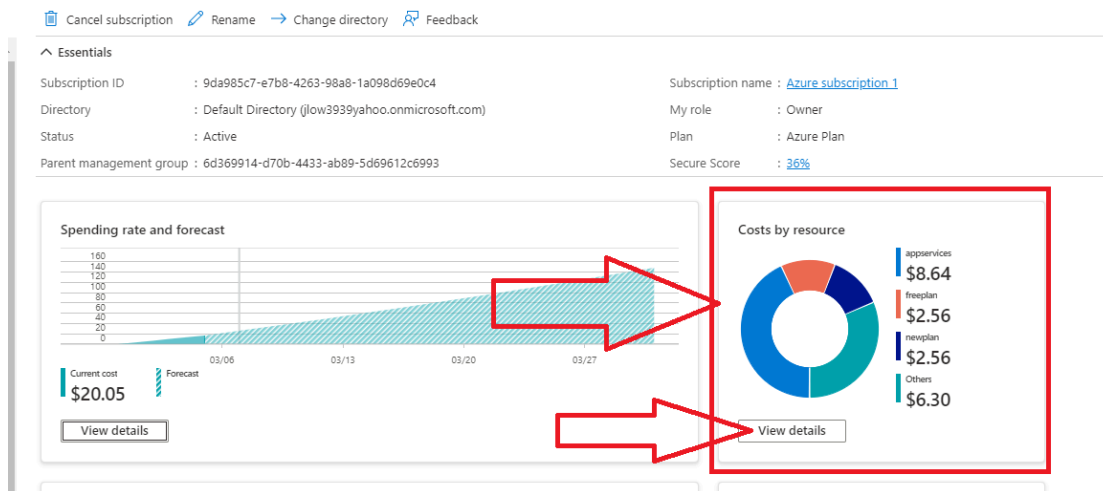 Cancel subscription Rename Change directory Feedback
Essentials
Subscription ID : 9da985c7-e7b8-4263-98a8-1a098d69e0c4
Subscription name : Azure subscription 1
Directory : Default Directory (jlow3939yahoo.onmicrosoft.com)
My role : Owner
Status : Active
Plan : Azure Plan
Parent management group : 6d369914-d70b-4433-ab89-5d69612c6993
Secure Score : 36%
Spending rate and forecast
160
140
120
100
80
60
40
20
0
03/06 03/13 03/20 03/27
Current cost
$20.05
Forecast
View details
Costs by resource
appservices
$8.64
freeplan
$2.56
newplan
$2.56
Others
$6.30
View details